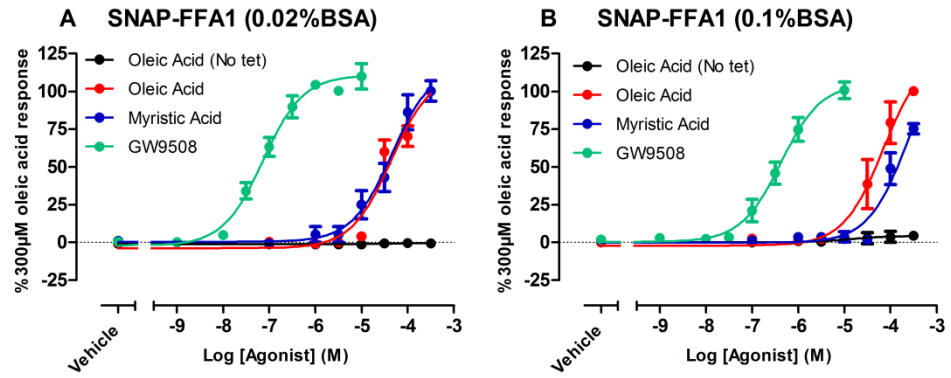 A SNAP-FFA1 (0.02%BSA)
%300µM oleic acid response
125
100
75
50
25
0
-25
Oleic Acid (No tet)
Oleic Acid
Myristic Acid
GW9508
Vehicle
-9 -8 -7 -6 -5 -4 -3
Log [Agonist] (M)
B SNAP-FFA1 (0.1%BSA)
%300µM oleic acid response
125
100
75
50
25
0
-25
Oleic Acid (No tet)
Oleic Acid
Myristic Acid
GW9508
Vehicle
-9 -8 -7 -6 -5 -4 -3
Log [Agonist] (M)